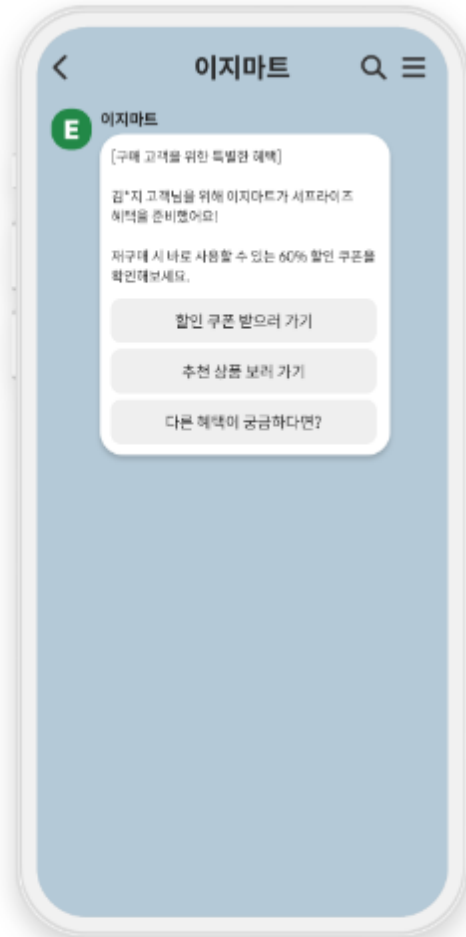 이지마트
E
이지마트
[구매 고객을 위한 특별한 혜택]
김*지 고객님을 위해 이지마트가 서프라이즈
혜택을 준비했어요!
재구매 시 바로 사용할 수 있는 60% 할인 쿠폰을
확인해보세요.
할인 쿠폰 받으러 가기
추천 상품 보러 가기
다른 혜택이 궁금하다면?